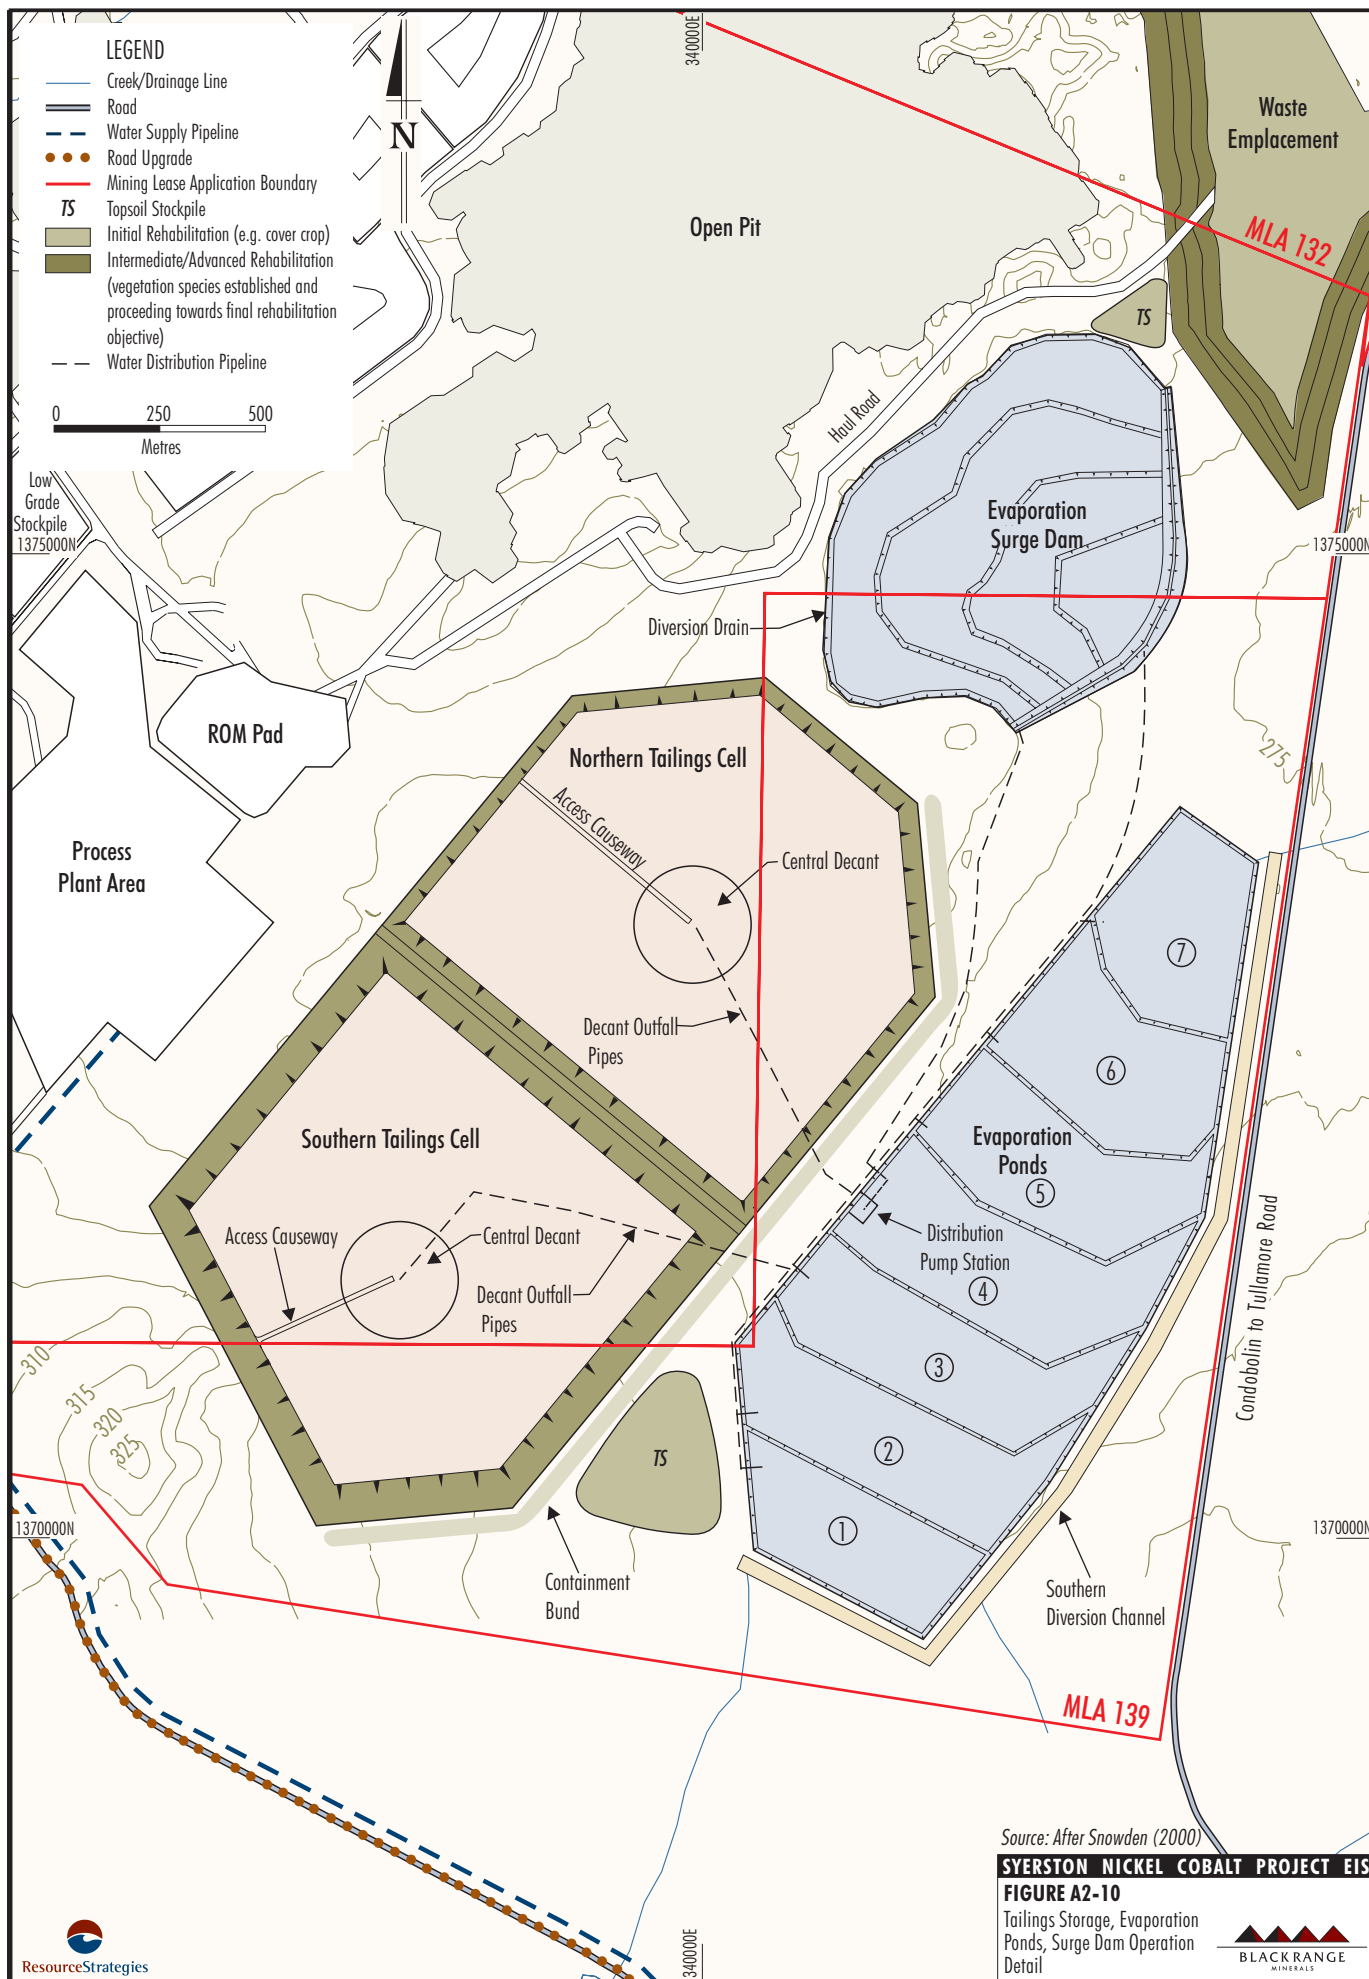 LEGEND
Creek/Drainage Line
Road
Water Supply Pipeline
Road Upgrade
Mining Lease Application Boundary
TS Topsoil Stockpile
Initial Rehabilitation (e.g. cover crop)
Intermediate/Advanced Rehabilitation
(vegetation species established and
proceeding towards final rehabilitation
objective)
Water Distribution Pipeline
0 250 500
Metres
N
340000E
Waste
Emplacement
Open Pit
MLA 132
TS
Haul Road
Low
Grade
Stockpile
1375000N
1375000N
Evaporation
Surge Dam
Diversion Drain
ROM Pad
Northern Tailings Cell
275
Access Causeway
Process
Plant Area
Central Decant
7
Decant Outfall
Pipes
6
Southern Tailings Cell
Evaporation
Ponds
5
Access Causeway
Central Decant
Distribution
Pump Station
Decant Outfall
Pipes
4
Condobolin to Tullamore Road
310
315
320
325
3
TS
2
1
1370000N
1370000N
Containment
Bund
Southern
Diversion Channel
MLA 139
Source: After Snowden (2000)
SYERSTON NICKEL COBALT PROJECT EIS
FIGURE A2-10
Tailings Storage, Evaporation
Ponds, Surge Dam Operation
Detail
BLACK RANGE
MINERALS
340000E
ResourceStrategies